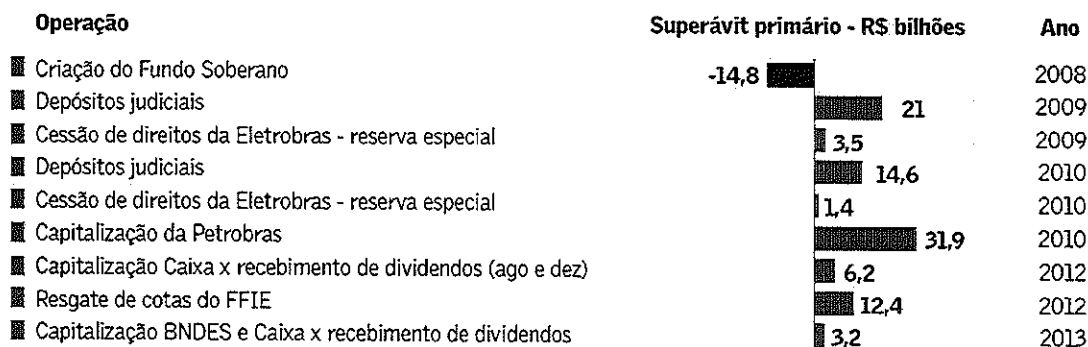 Operação Superávit primário - R$ bilhões Ano
Criação do Fundo Soberano -14,8 2008
Depósitos judiciais 21 2009
Cessão de direitos da Eletrobras - reserva especial 3,5 2009
Depósitos judiciais 14,6 2010
Cessão de direitos da Eletrobras - reserva especial 1,4 2010
Capitalização da Petrobras 31,9 2010
Capitalização Caixa x recebimento de dividendos (ago e dez) 6,2 2012
Resgate de cotas do FFIE 12,4 2012
Capitalização BNDES e Caixa x recebimento de dividendos 3,2 2013